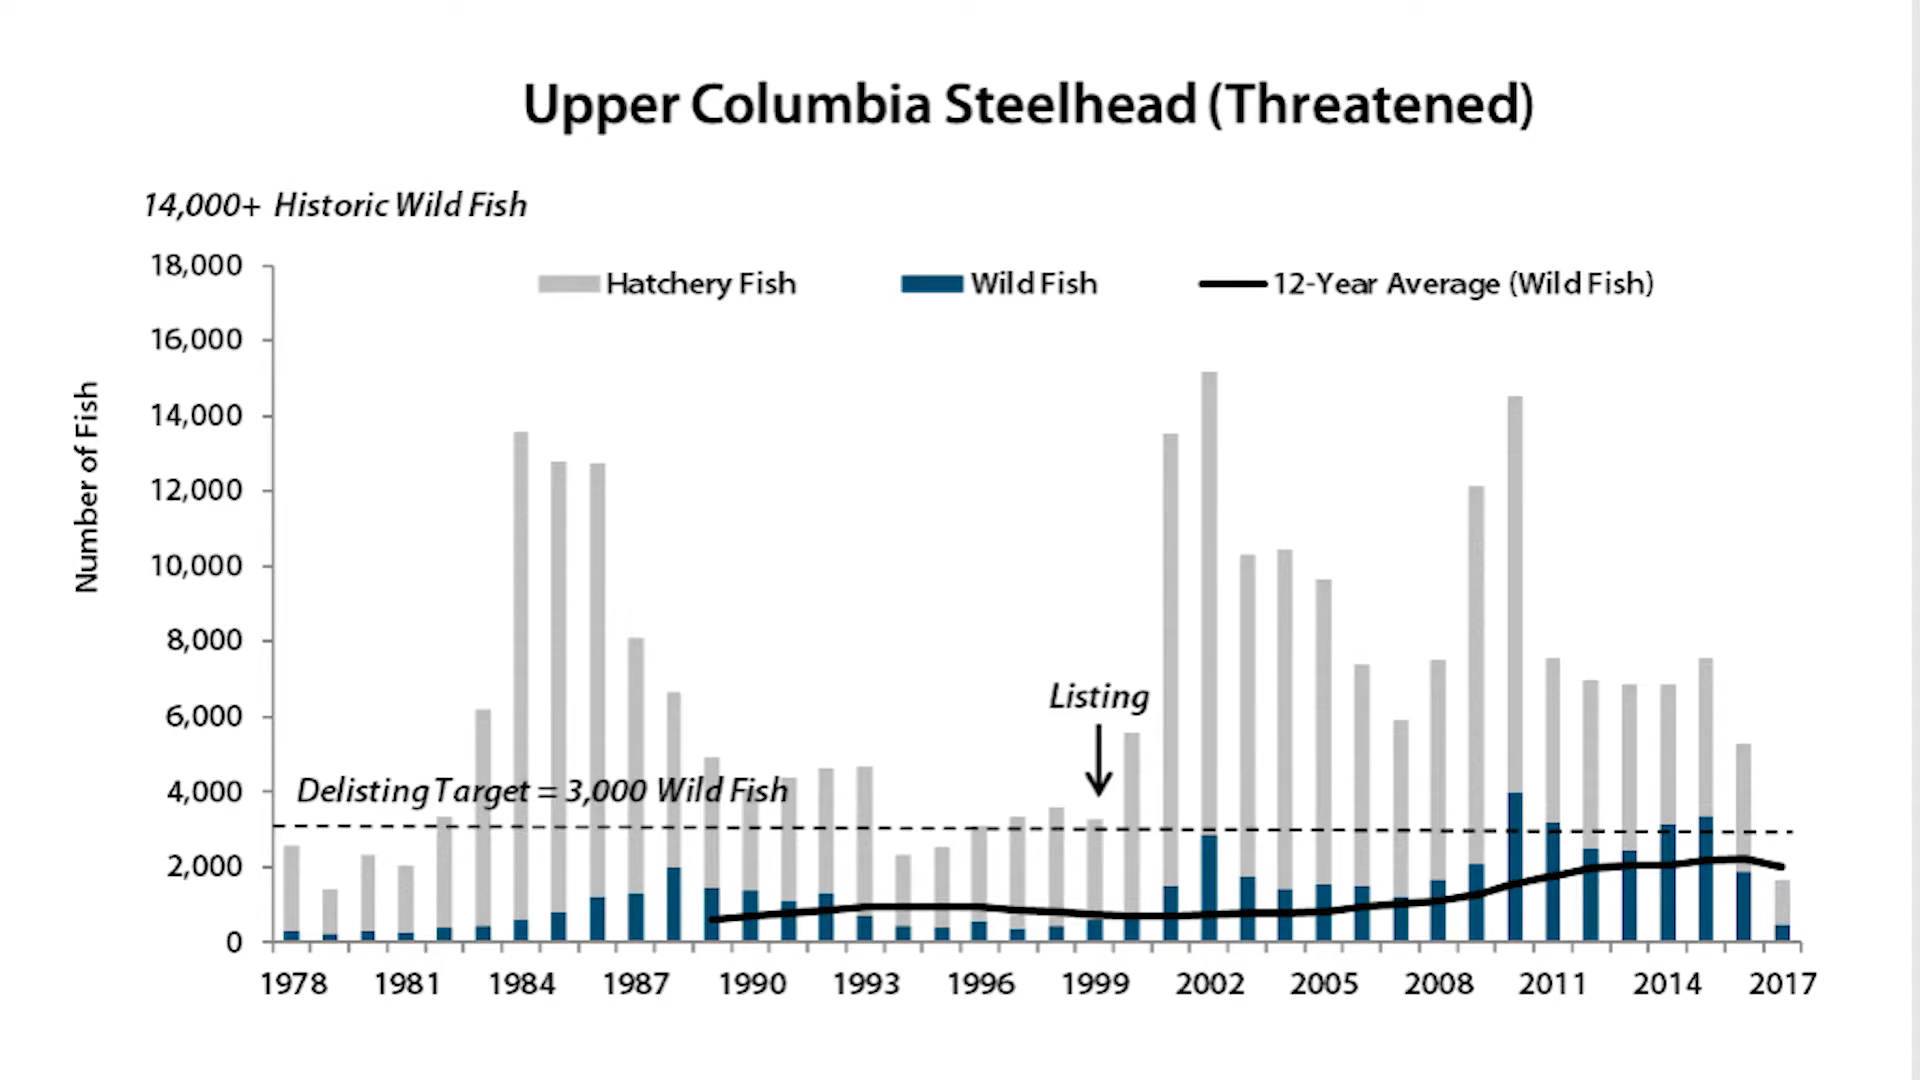 Upper Columbia Steelhead (Threatened)
14,000+ Historic Wild Fish
18,000
Hatchery Fish
Wild Fish
12-Year Average (Wild Fish)
16,000
14,000
12,000
10,000
8,000
6,000
4,000
2,000
0
Number of Fish
Listing
Delisting Target = 3,000 Wild Fish
1978 1981 1984 1987 1990 1993 1996 1999 2002 2005 2008 2011 2014 2017